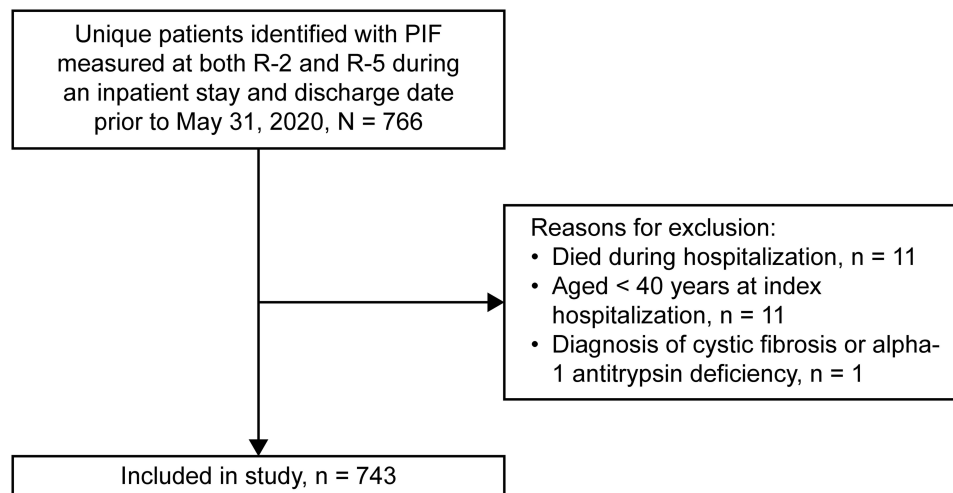 Unique patients identified with PIF
measured at both R-2 and R-5 during
an inpatient stay and discharge date
prior to May 31, 2020, N = 766
Reasons for exclusion:
• Died during hospitalization, n = 11
• Aged < 40 years at index
hospitalization, n = 11
• Diagnosis of cystic fibrosis or alpha-
1 antitrypsin deficiency, n = 1
Included in study, n = 743